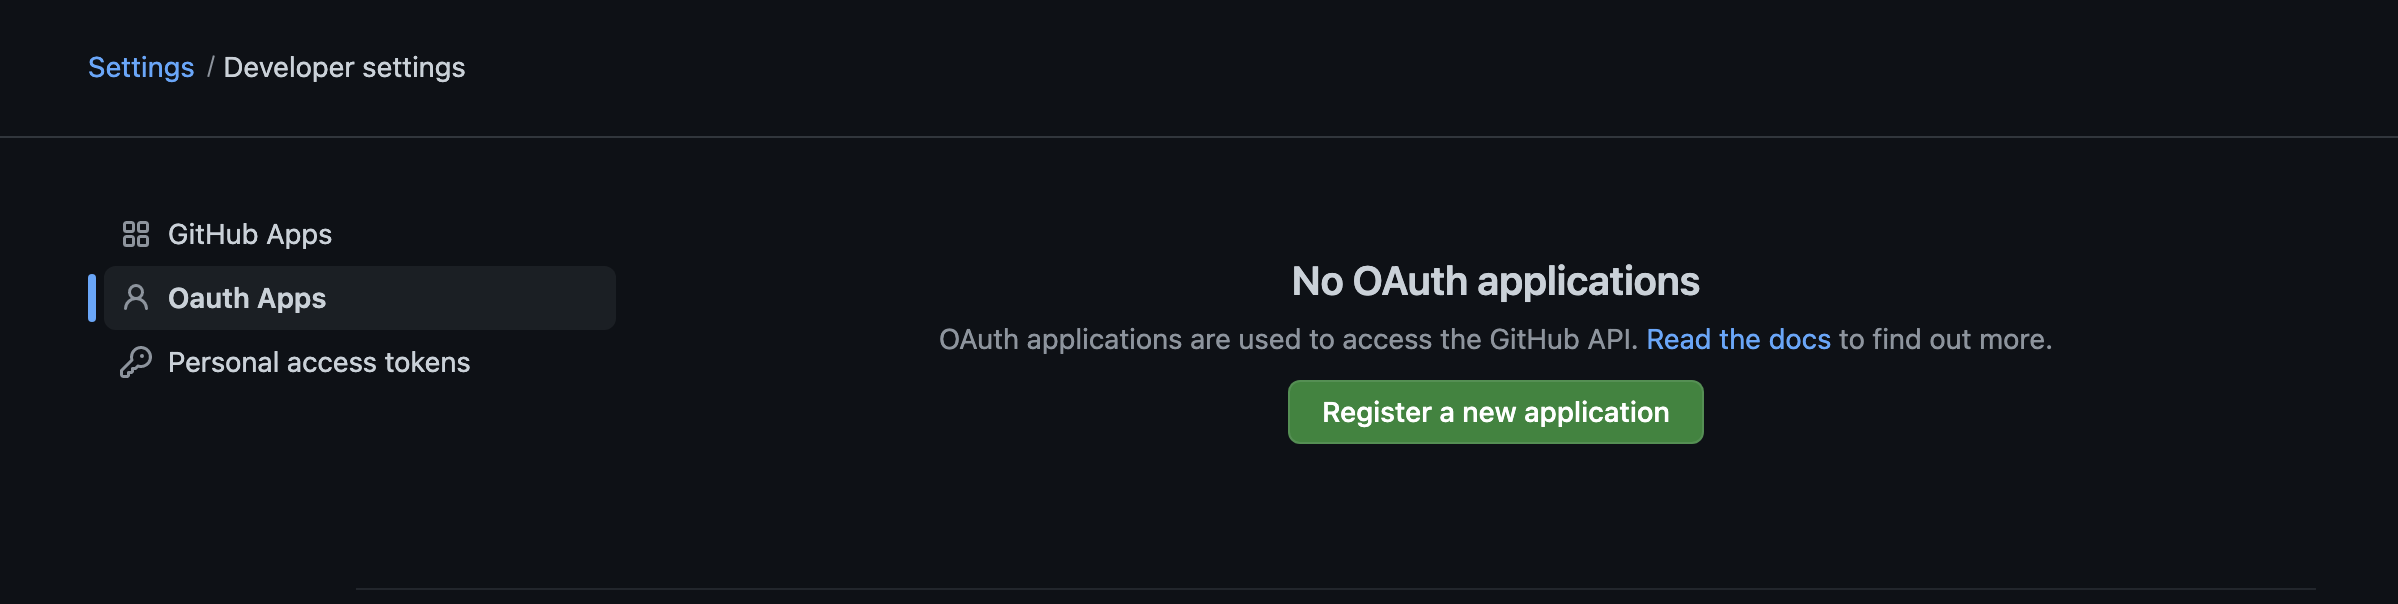 Settings / Developer settings
GitHub Apps
Oauth Apps
Personal access tokens
No OAuth applications
OAuth applications are used to access the GitHub API. Read the docs to find out more.
Register a new application